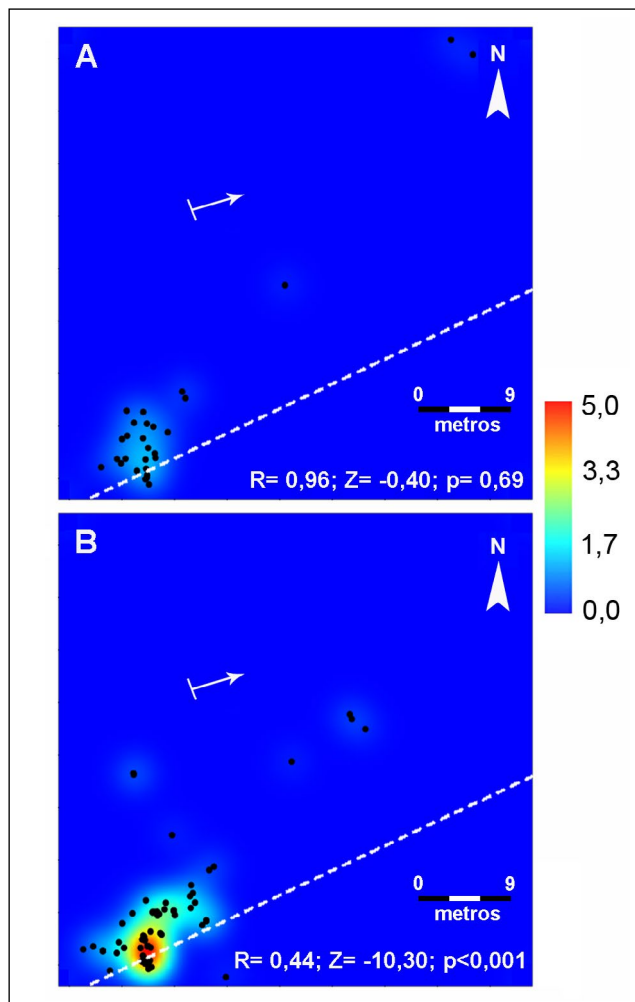 A
N
0 9
metros
R= 0,96; Z= -0,40; p= 0,69
5,0
3,3
1,7
0,0
B
N
0 9
metros
R= 0,44; Z= -10,30; p<0,001